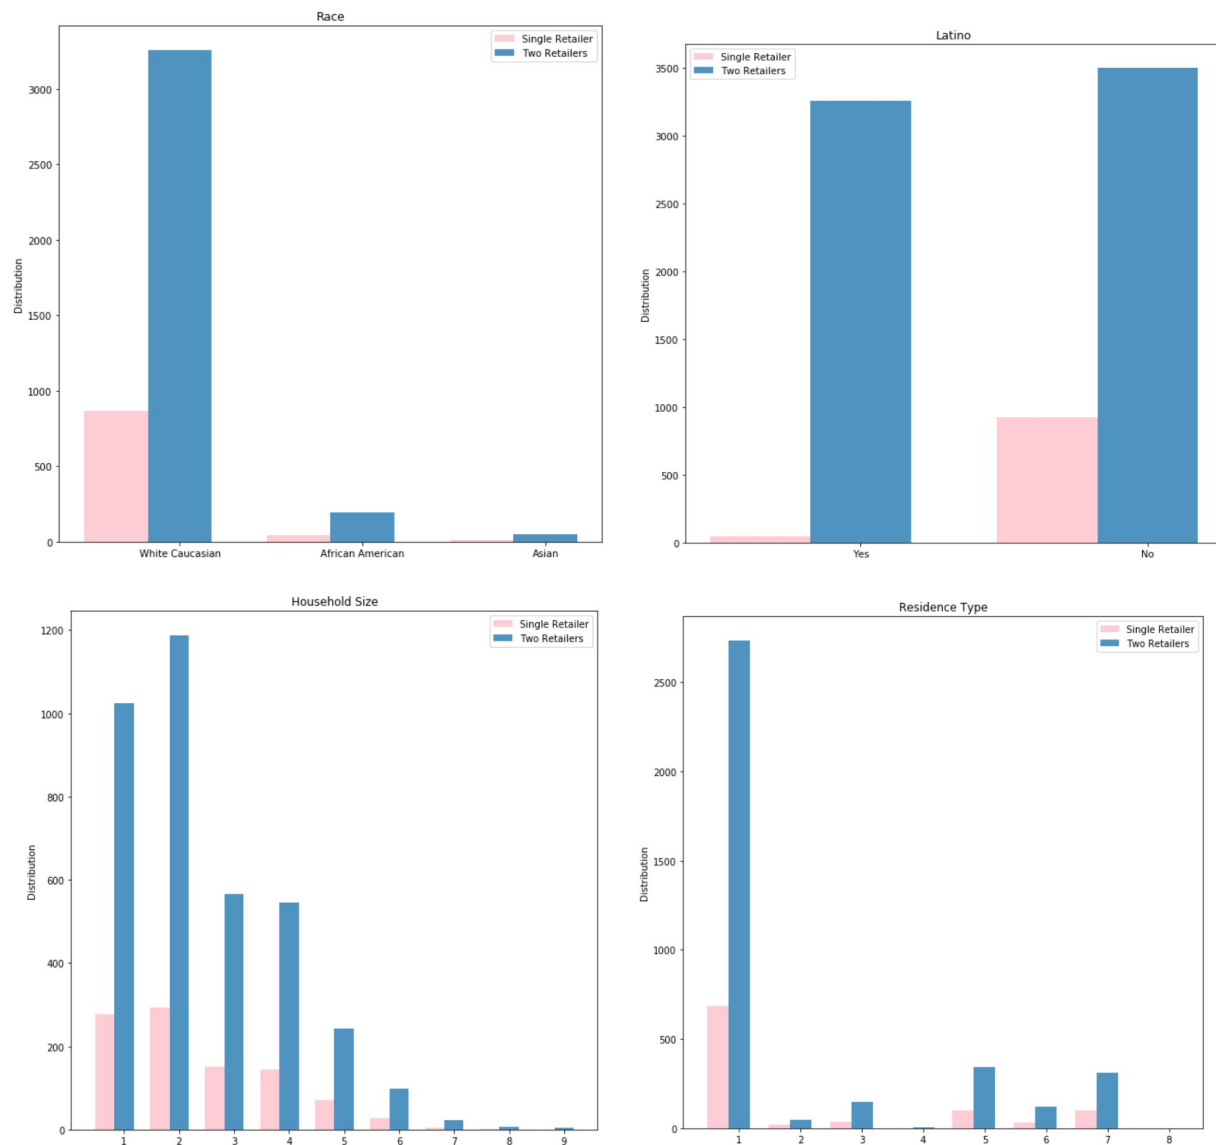 Race
Single Retailer
Two Retailers
3000
2500
2000
1500
1000
500
0
Distribution
White Caucasian African American Asian
Latino
Single Retailer
Two Retailers
3500
3000
2500
2000
1500
1000
500
0
Distribution
Yes No
Household Size
Single Retailer
Two Retailers
1200
1000
800
600
400
200
0
Distribution
1 2 3 4 5 6 7 8 9
Residence Type
Single Retailer
Two Retailers
2500
2000
1500
1000
500
0
Distribution
1 2 3 4 5 6 7 8